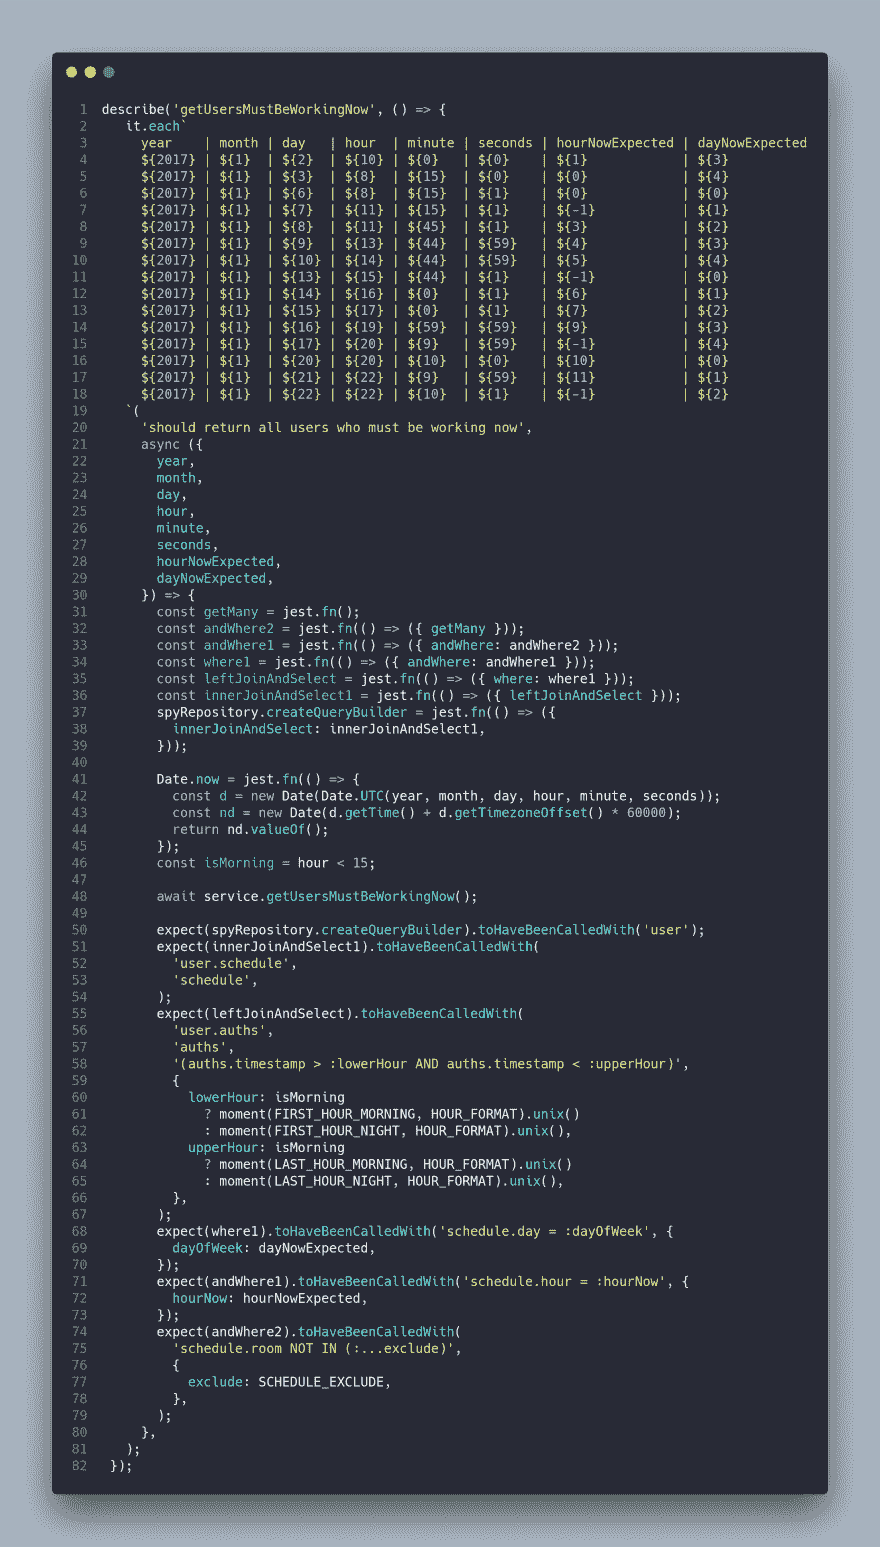 1 describe('getUsersMustBeWorkingNow', () => {
2 it.each`
3 year | month | day | hour | minute | seconds | hourNowExpected | dayNowExpected
4 ${2017} | ${1} | ${2} | ${10} | ${0} | ${0} | ${1} | ${3}
5 ${2017} | ${1} | ${3} | ${8} | ${15} | ${0} | ${0} | ${4}
6 ${2017} | ${1} | ${6} | ${8} | ${15} | ${1} | ${0} | ${0}
7 ${2017} | ${1} | ${7} | ${11} | ${15} | ${1} | ${-1} | ${1}
8 ${2017} | ${1} | ${8} | ${11} | ${45} | ${1} | ${3} | ${2}
9 ${2017} | ${1} | ${9} | ${13} | ${44} | ${59} | ${4} | ${3}
10 ${2017} | ${1} | ${10} | ${14} | ${44} | ${59} | ${5} | ${4}
11 ${2017} | ${1} | ${13} | ${15} | ${44} | ${1} | ${-1} | ${0}
12 ${2017} | ${1} | ${14} | ${16} | ${0} | ${1} | ${6} | ${1}
13 ${2017} | ${1} | ${15} | ${17} | ${0} | ${1} | ${7} | ${2}
14 ${2017} | ${1} | ${16} | ${19} | ${59} | ${59} | ${9} | ${3}
15 ${2017} | ${1} | ${17} | ${20} | ${9} | ${59} | ${-1} | ${4}
16 ${2017} | ${1} | ${20} | ${20} | ${10} | ${0} | ${10} | ${0}
17 ${2017} | ${1} | ${21} | ${22} | ${9} | ${59} | ${11} | ${1}
18 ${2017} | ${1} | ${22} | ${22} | ${10} | ${1} | ${-1} | ${2}
19 `(
20 'should return all users who must be working now',
21 async ({
22 year,
23 month,
24 day,
25 hour,
26 minute,
27 seconds,
28 hourNowExpected,
29 dayNowExpected,
30 }) => {
31 const getMany = jest.fn();
32 const andWhere2 = jest.fn(() => ({ getMany }));
33 const andWhere1 = jest.fn(() => ({ andWhere: andWhere2 }));
34 const where1 = jest.fn(() => ({ andWhere: andWhere1 }));
35 const leftJoinAndSelect = jest.fn(() => ({ where: where1 }));
36 const innerJoinAndSelect1 = jest.fn(() => ({ leftJoinAndSelect }));
37 spyRepository.createQueryBuilder = jest.fn(() => ({
38 innerJoinAndSelect: innerJoinAndSelect1,
39 }));
40
41 Date.now = jest.fn(() => {
42 const d = new Date(Date.UTC(year, month, day, hour, minute, seconds));
43 const nd = new Date(d.getTime() + d.getTimezoneOffset() * 60000);
44 return nd.valueOf();
45 });
46 const isMorning = hour < 15;
47
48 await service.getUsersMustBeWorkingNow();
49
50 expect(spyRepository.createQueryBuilder).toHaveBeenCalledWith('user');
51 expect(innerJoinAndSelect1).toHaveBeenCalledWith(
52 'user.schedule',
53 'schedule',
54 );
55 expect(leftJoinAndSelect).toHaveBeenCalledWith(
56 'user.auths',
57 'auths',
58 '(auths.timestamp > :lowerHour AND auths.timestamp < :upperHour)',
59 {
60 lowerHour: isMorning
61 ? moment(FIRST_HOUR_MORNING, HOUR_FORMAT).unix()
62 : moment(FIRST_HOUR_NIGHT, HOUR_FORMAT).unix(),
63 upperHour: isMorning
64 ? moment(LAST_HOUR_MORNING, HOUR_FORMAT).unix()
65 : moment(LAST_HOUR_NIGHT, HOUR_FORMAT).unix(),
66 },
67 );
68 expect(where1).toHaveBeenCalledWith('schedule.day = :dayOfWeek', {
69 dayOfWeek: dayNowExpected,
70 });
71 expect(andWhere1).toHaveBeenCalledWith('schedule.hour = :hourNow', {
72 hourNow: hourNowExpected,
73 });
74 expect(andWhere2).toHaveBeenCalledWith(
75 'schedule.room NOT IN (:...exclude)',
76 {
77 exclude: SCHEDULE_EXCLUDE,
78 },
79 );
80 },
81 );
82 });